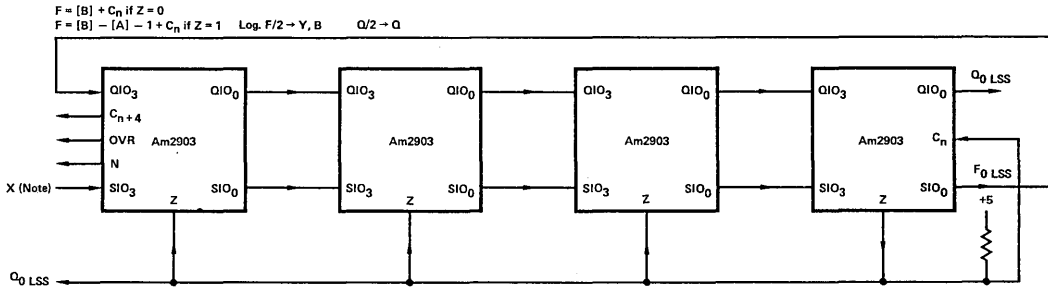 F = [B] + Cn if Z = 0
F = [B] − [A] − 1 + Cn if Z = 1 Log. F/2 → Y, B Q/2 → Q
QIO3 QIO0 QIO3 QIO0 QIO3 QIO0 QIO3 QIO0 Q0 LSS
Cn+4
OVR Am2903 Am2903 Am2903 Am2903 Cn
N
X (Note) SIO3 SIO0 SIO3 SIO0 SIO3 SIO0 SIO3 SIO0 F0 LSS
Z Z Z Z +5
Q0 LSS